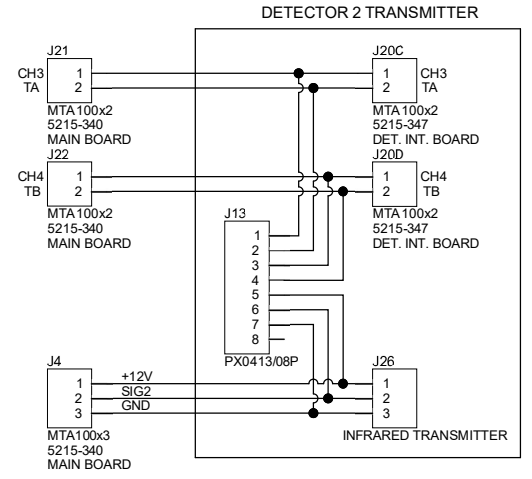 DETECTOR 2 TRANSMITTER
J21
CH3 1
TA 2
MTA100x2
5215-340
MAIN BOARD
J20C
1 CH3
2 TA
MTA100x2
5215-347
DET. INT. BOARD
J22
CH4 1
TB 2
MTA100x2
5215-340
MAIN BOARD
J20D
1 CH4
2 TB
MTA100x2
5215-347
DET. INT. BOARD
J13
1
2
3
4
5
6
7
8
PX0413/08P
J4
1 +12V
2 SIG2
3 GND
MTA100x3
5215-340
MAIN BOARD
J26
1
2
3
INFRARED TRANSMITTER